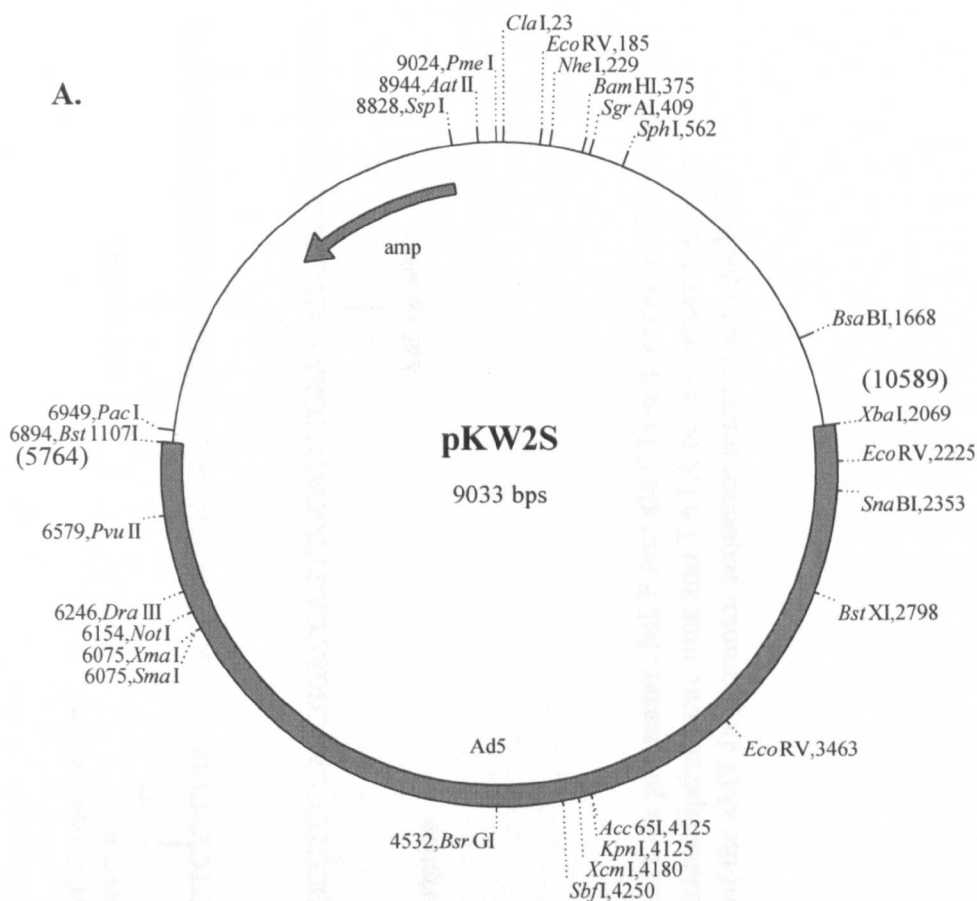 A.
ClaI,23
EcoRV,185
NheI,229
BamHI,375
SgrAI,409
SphI,562
9024,PmeI
8944,AatII
8828,SspI
amp
BsaBI,1668
(10589)
XbaI,2069
EcoRV,2225
SnaBI,2353
BstXI,2798
EcoRV,3463
Acc65I,4125
KpnI,4125
XcmI,4180
SbfI,4250
4532,BsrGI
Ad5
6949,PacI
6894,Bst1107I
(5764)
6579,PvuII
6246,DraIII
6154,NotI
6075,XmaI
6075,SmaI
pKW2S
9033 bps